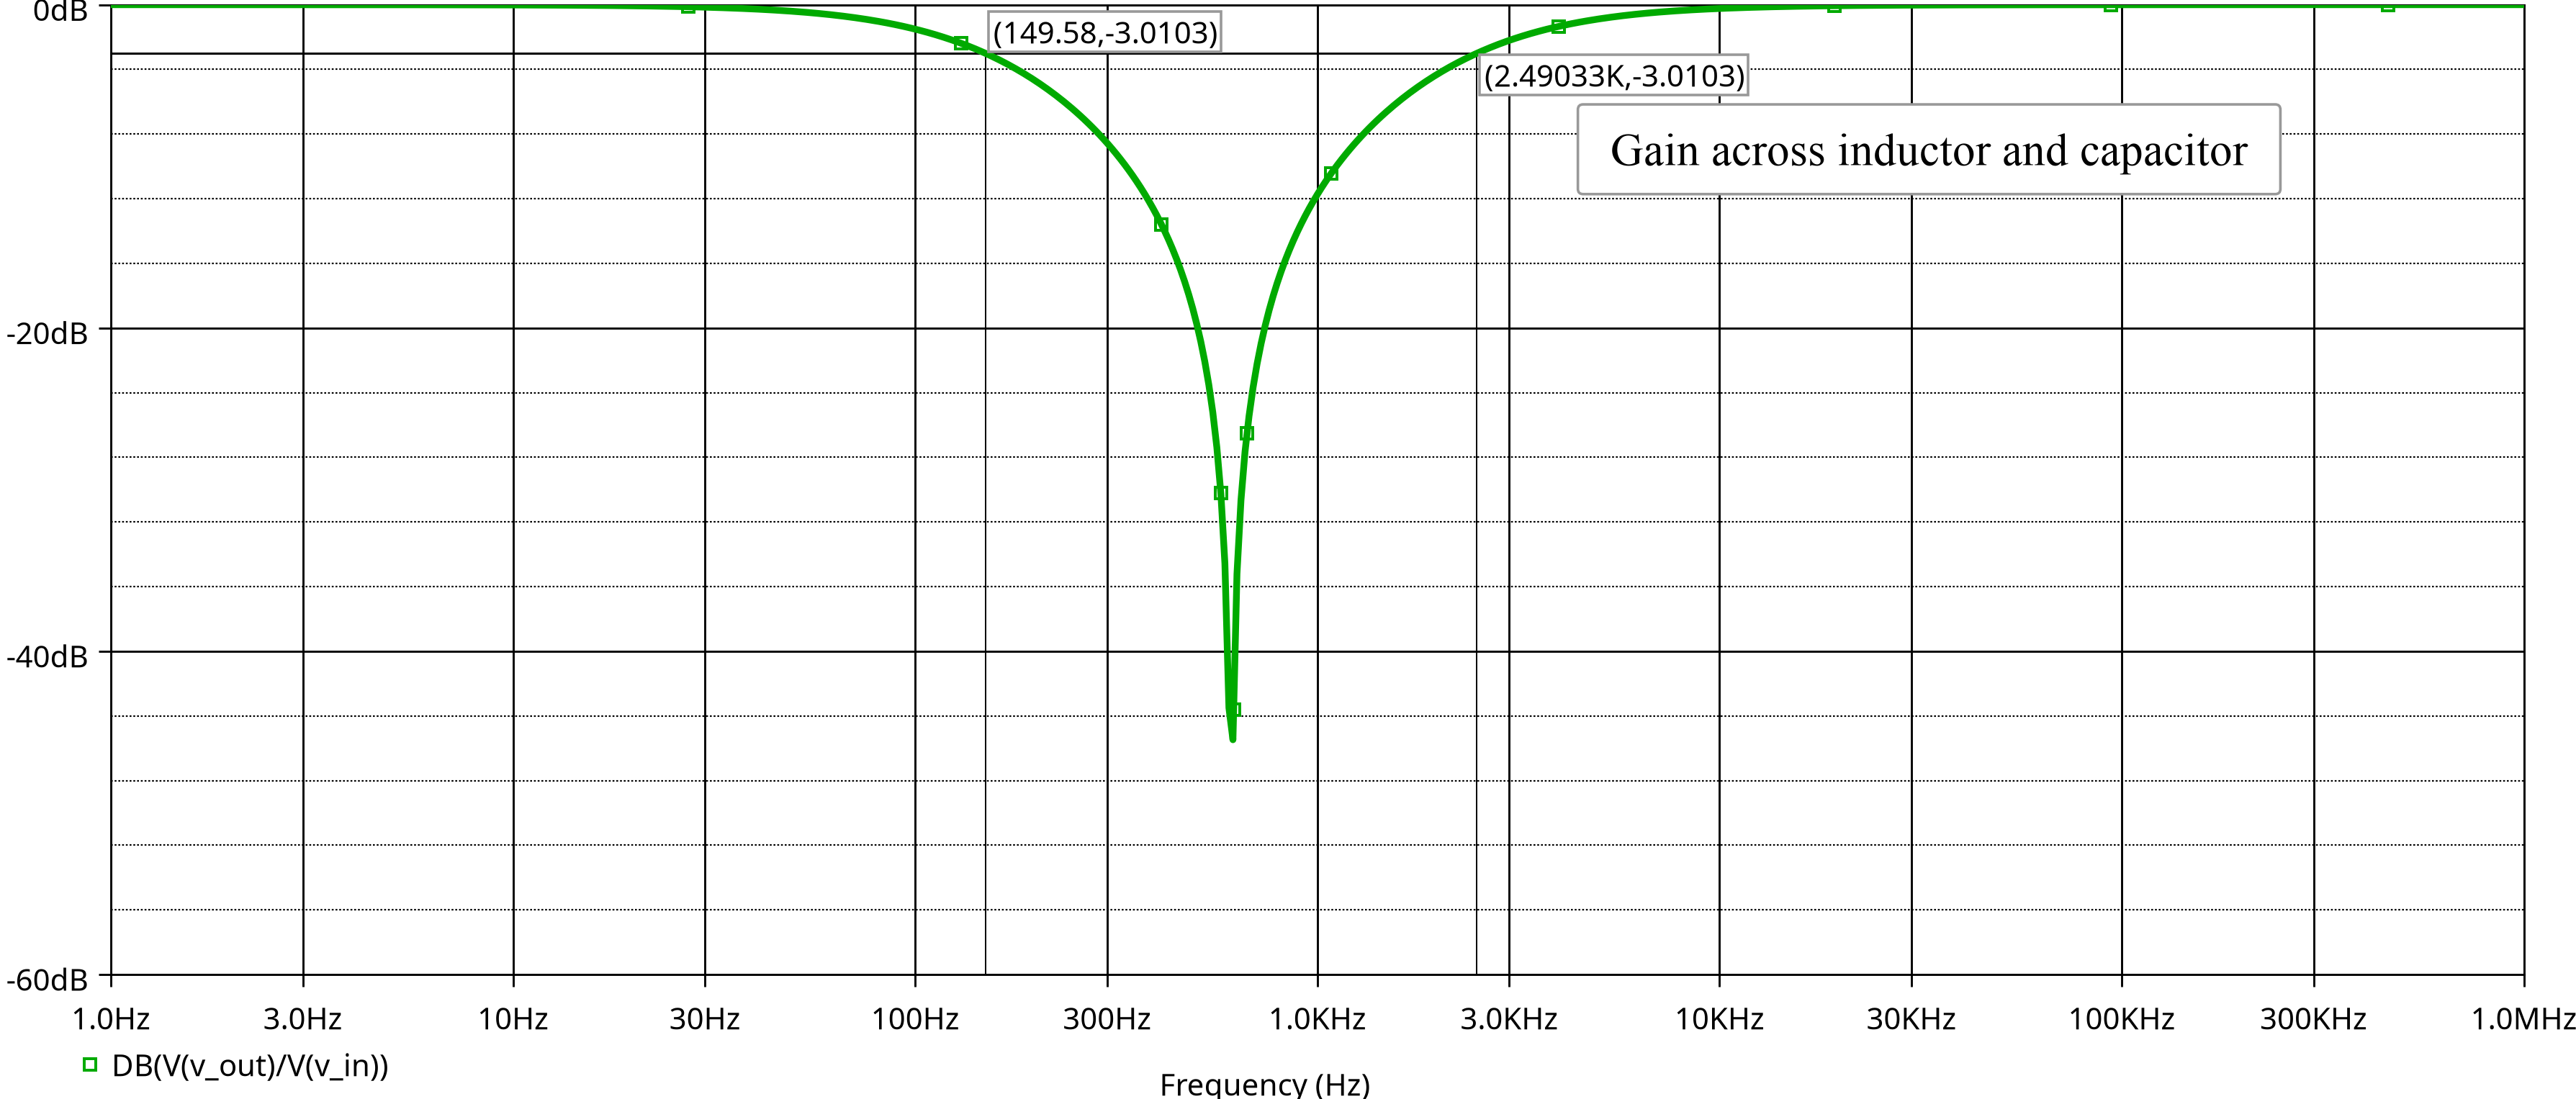 0dB
(149.58,-3.0103)
(2.49033K,-3.0103)
Gain across inductor and capacitor
-20dB
-40dB
-60dB
1.0Hz 3.0Hz 10Hz 30Hz 100Hz 300Hz 1.0KHz 3.0KHz 10KHz 30KHz 100KHz 300KHz 1.0MHz
DB(V(v_out)/V(v_in))
Frequency (Hz)